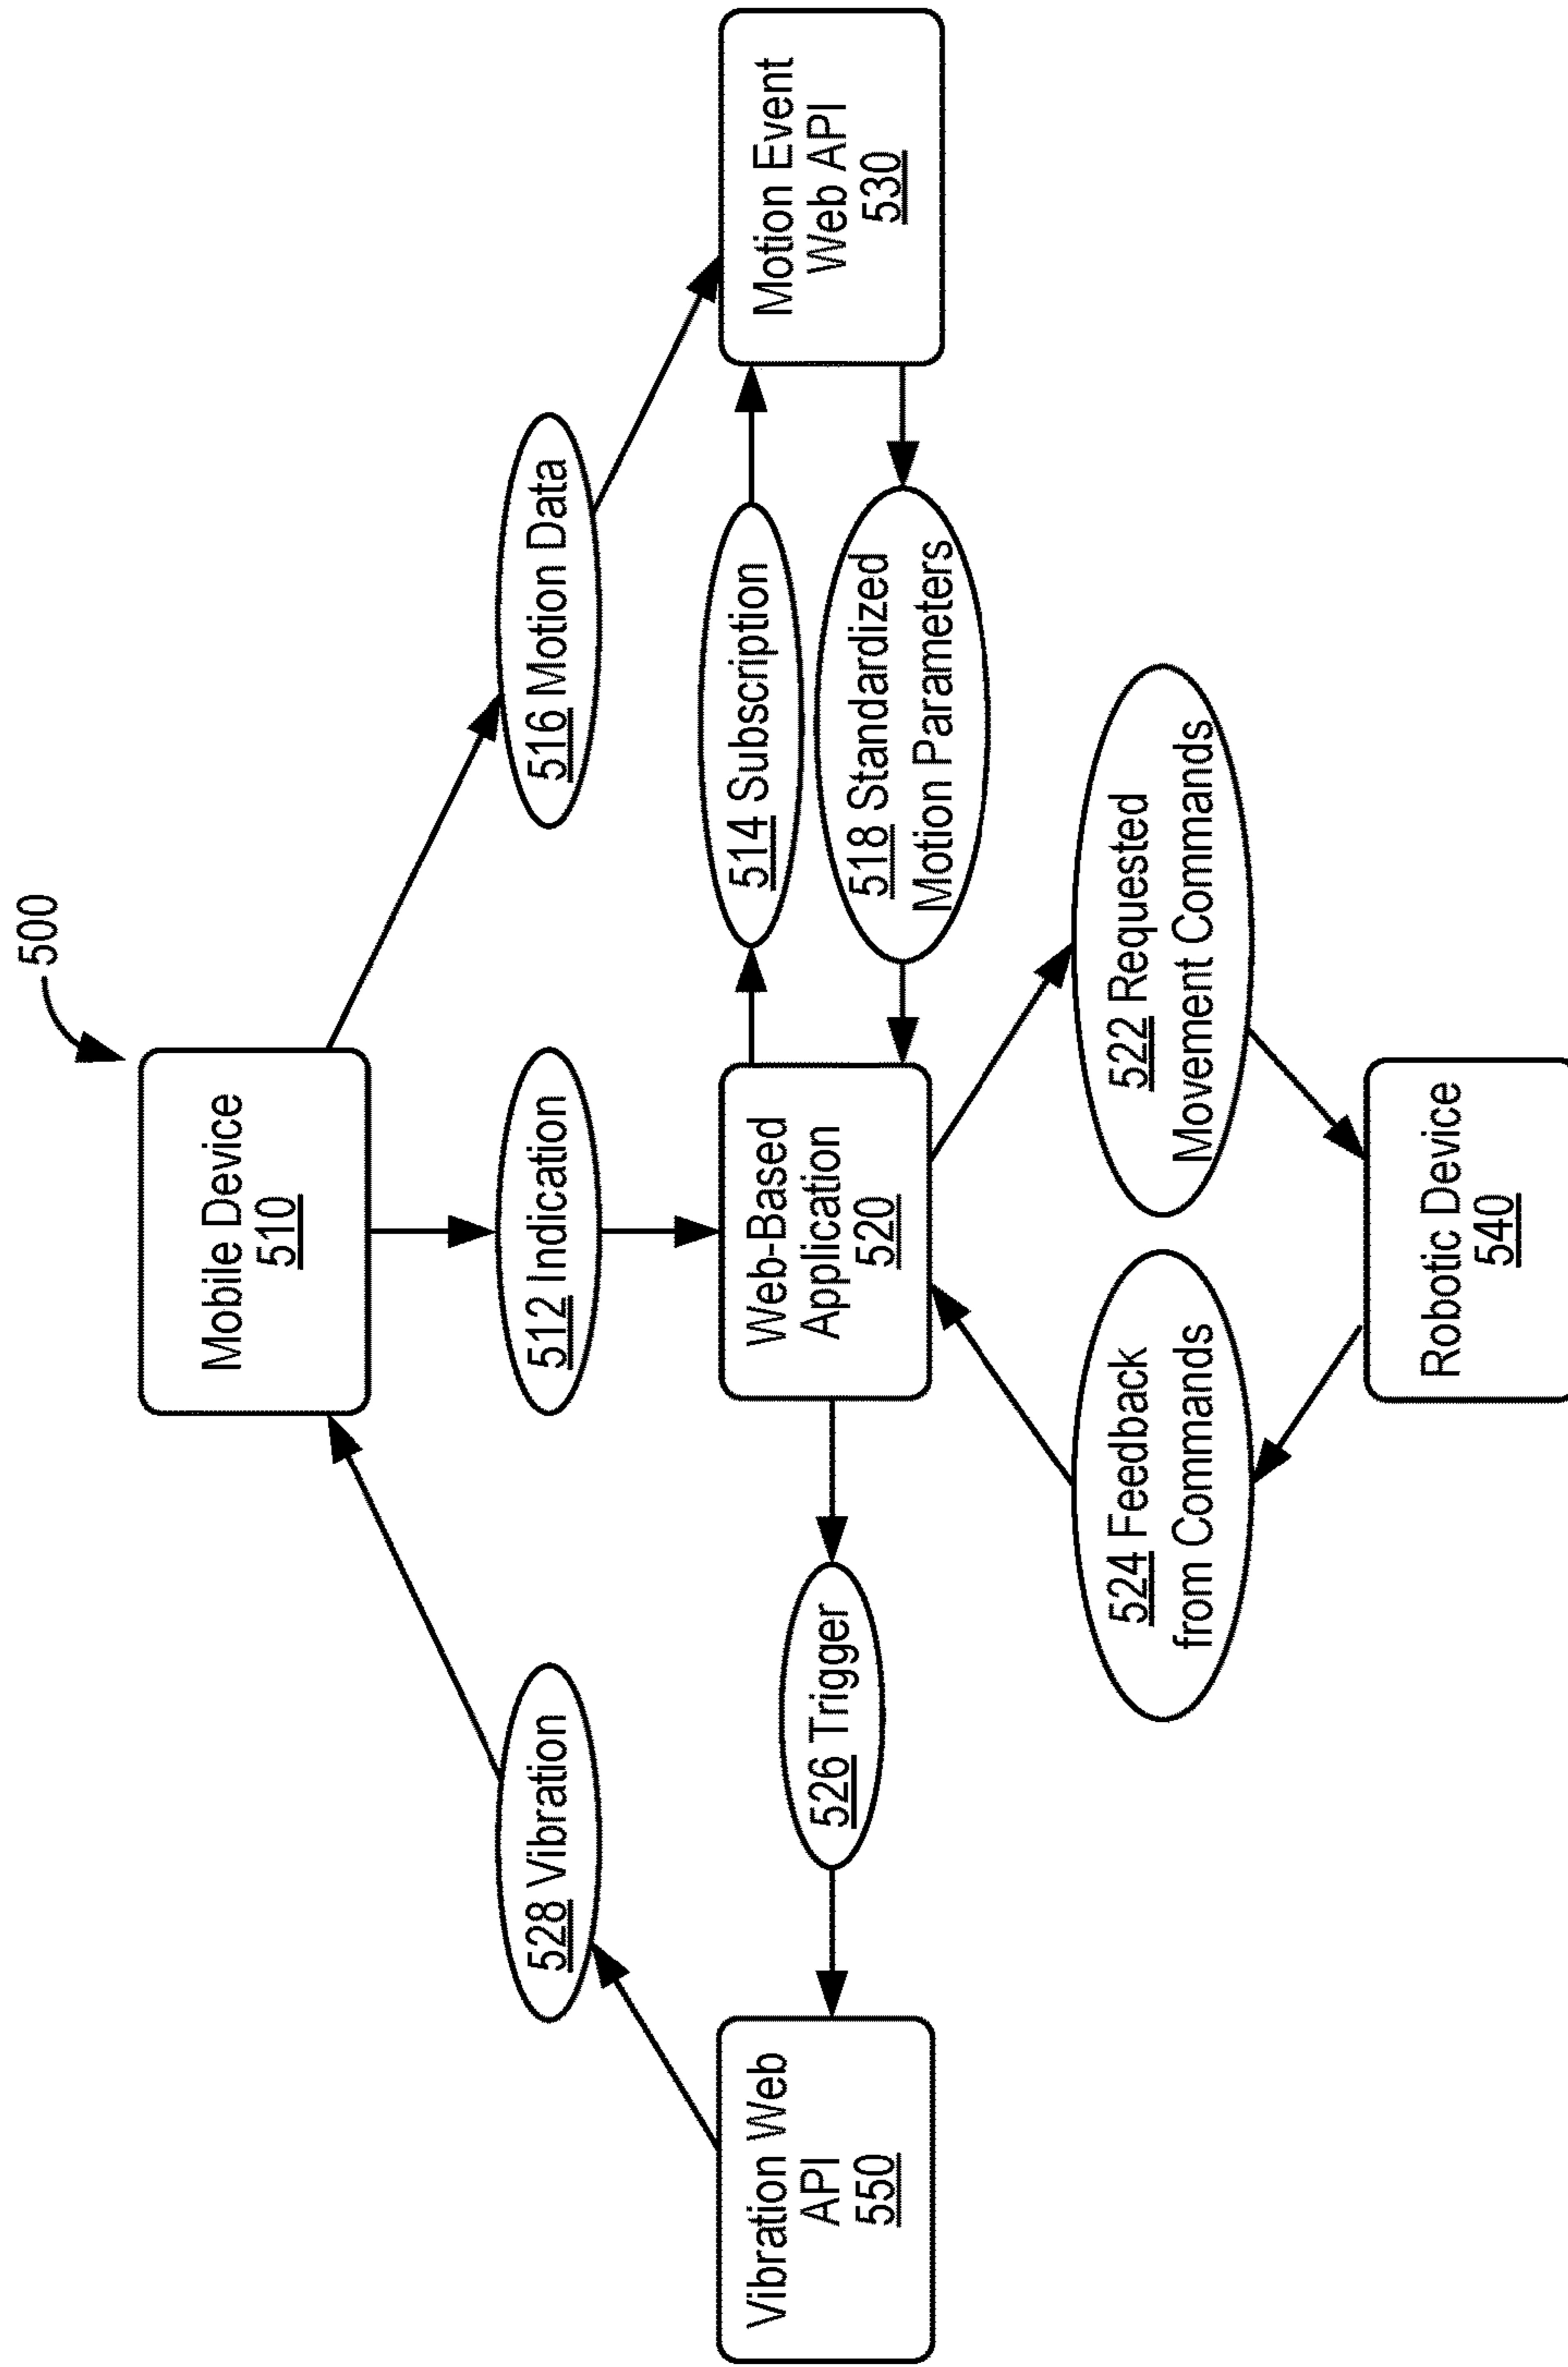 500
Mobile Device
510
528 Vibration
512 Indication
516 Motion Data
Vibration Web
API
550
526 Trigger
Web-Based
Application
520
514 Subscription
518 Standardized
Motion Parameters
Motion Event
Web API
530
524 Feedback
from Commands
522 Requested
Movement Commands
Robotic Device
540